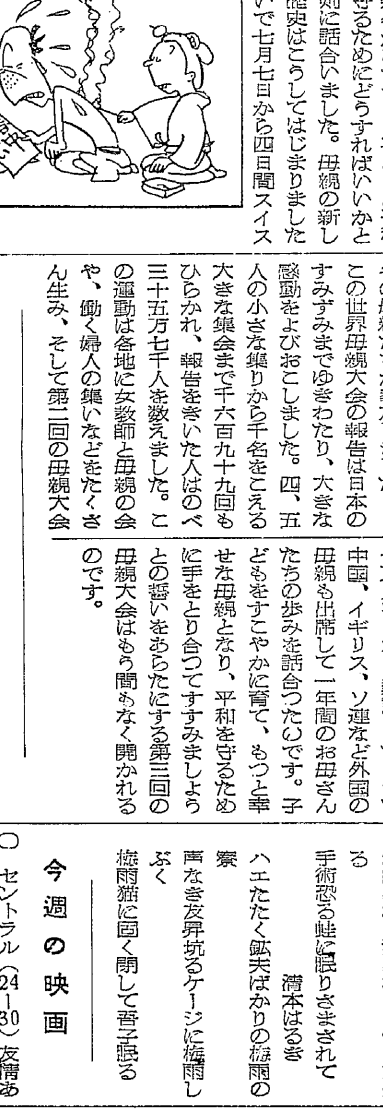 守るためにどうすればいいかと
剣に話合いました。母親の新し
歴史はこうしてはじまりました
いで七月七日から四日間スイス
この世界母親大会の報告は日本の
すみずみまでゆきわたり、大きな
感動をよびおこしました。四、五
人の小さな集りから千名をこえる
大きな集会まで千六百九十九回も
ひらかれ、報告をきいた人はのべ
三十五万七千人を数えました。こ
の運動は各地に女教師と母親の会
や、働く婦人の集いなどをたくさ
ん生み、そして第二回の母親大会
中国、イギリス、ソ連など外国の
母親も出席して一年間のお母さん
たちの歩みを話合つたのです。子
どもをすこやかに育て、もつと幸
せな母親となり、平和を守るため
に手をとり合つてすすみましよう
との誓いをあらたにする第三回の
母親大会はもう間もなく開かれる
のです。
る
手術恐る蛙に眠りさまされて
清本はるき
ハエたたく鉱夫ばかりの梅雨の
寮
声なき友昇坑るケージに梅雨し
ぶく
梅雨猫に固く閉して吾子眠る
今週の映画
○ セントラル(24―30)友情あ